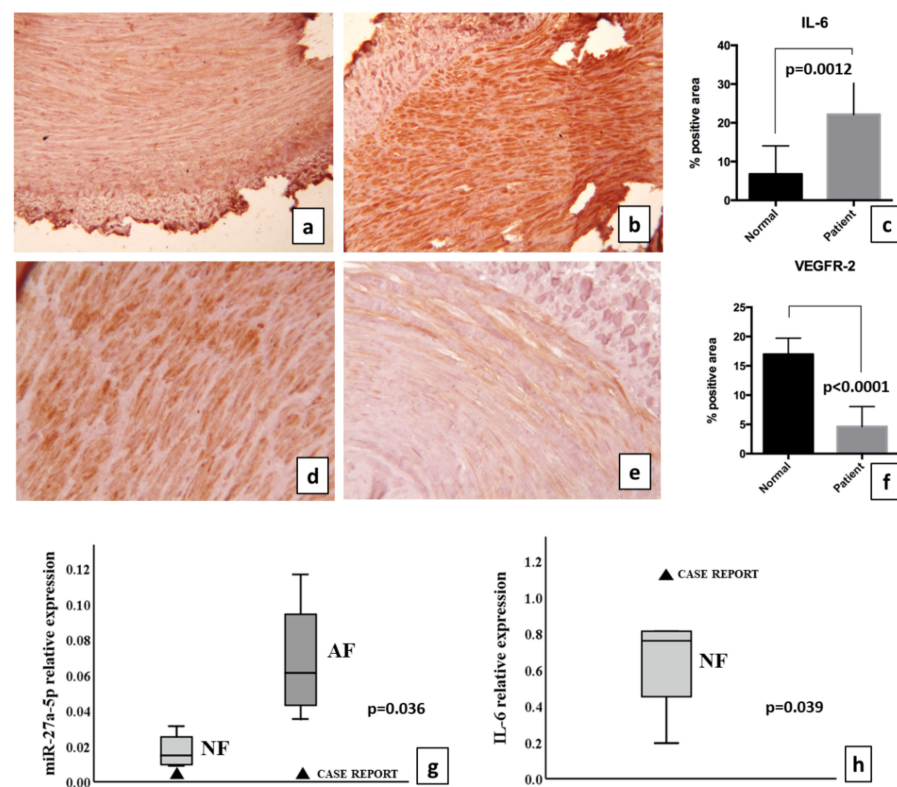 a
b
IL-6
% positive area
40
30
20
10
0
p=0.0012
Normal
Patient
c
d
e
VEGFR-2
% positive area
25
20
15
10
5
0
p<0.0001
Normal
Patient
f
miR-27a-5p relative expression
0.12
0.10
0.08
0.06
0.04
0.02
0.00
NF
AF
p=0.036
CASE REPORT
g
IL-6 relative expression
1.2
1.0
0.8
0.6
0.4
0.2
0.0
CASE REPORT
NF
p=0.039
h